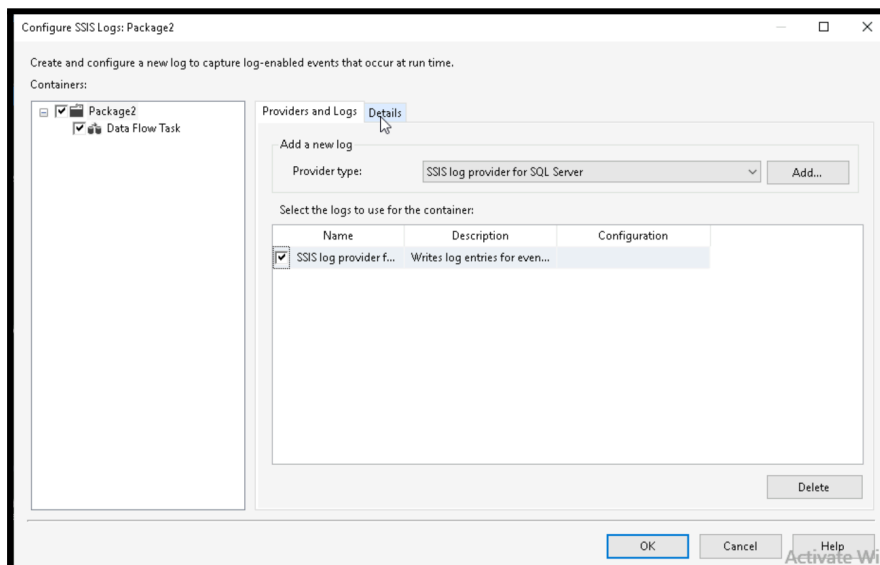 Configure SSIS Logs: Package2
Create and configure a new log to capture log-enabled events that occur at run time.
Containers:
Package2
Data Flow Task
Providers and Logs Details
Add a new log
Provider type: SSIS log provider for SQL Server Add...
Select the logs to use for the container:
Name Description Configuration
SSIS log provider f... Writes log entries for even...
Delete
OK Cancel Help
Activate Wi